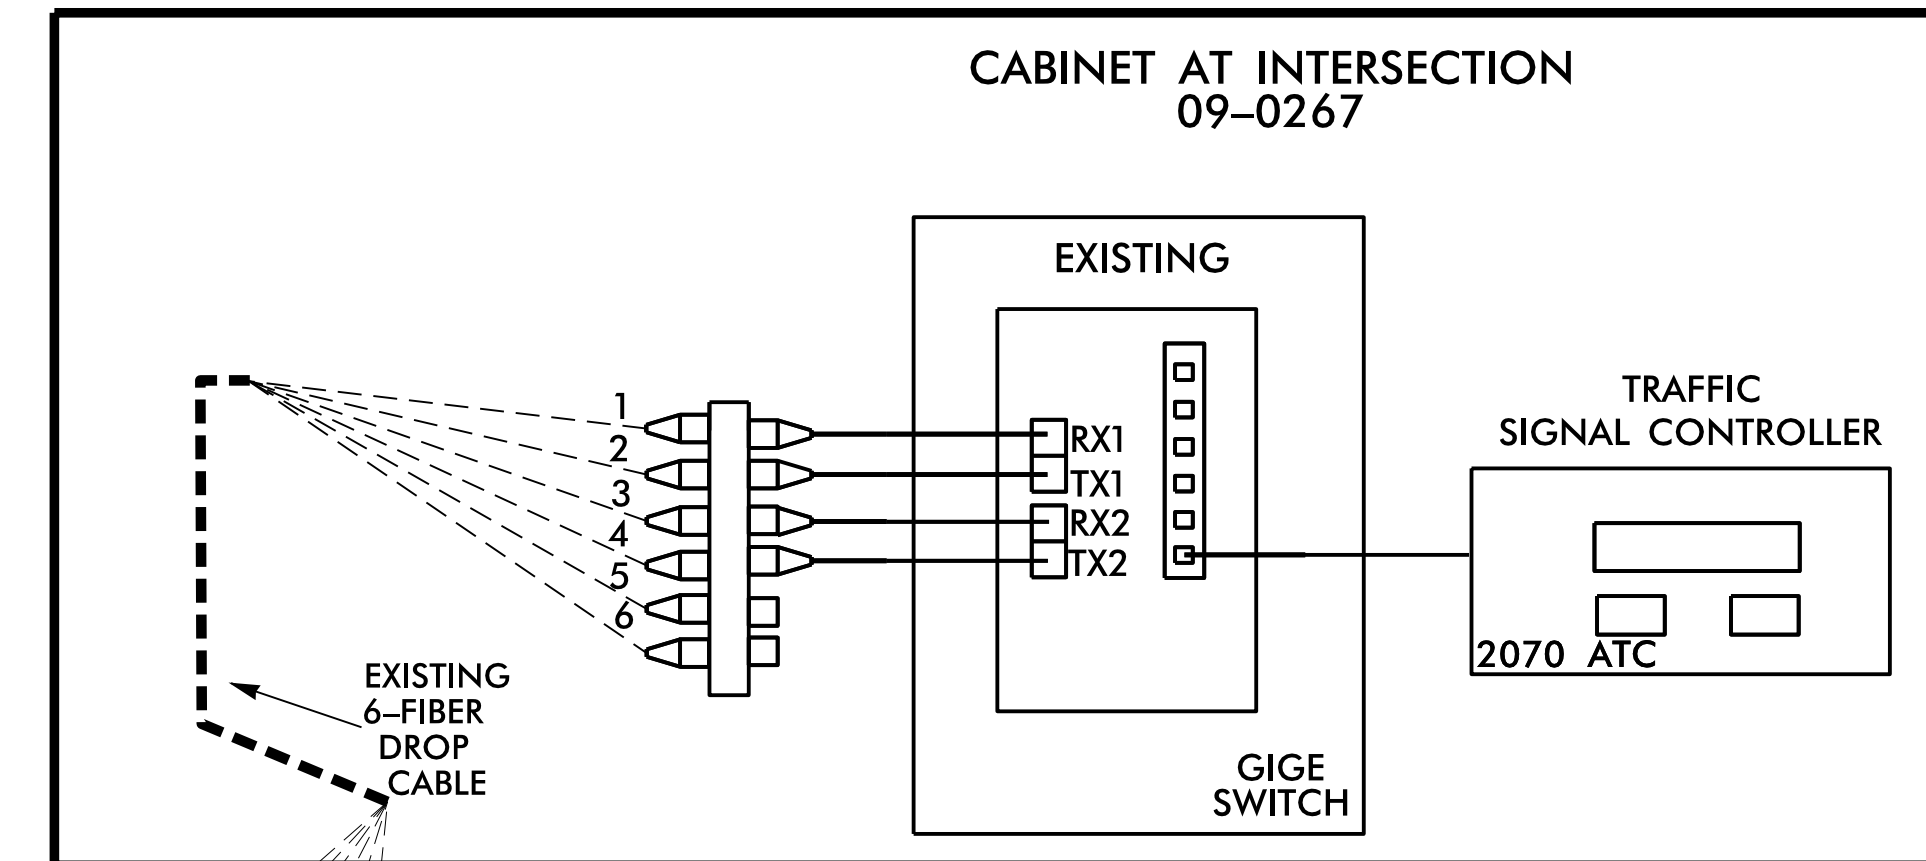 CABINET AT INTERSECTION
09–0267
EXISTING
TRAFFIC
SIGNAL CONTROLLER
1
2
3
4
5
6
RX1
TX1
RX2
TX2
2070 ATC
EXISTING
6–FIBER
DROP
CABLE
GIGE
SWITCH